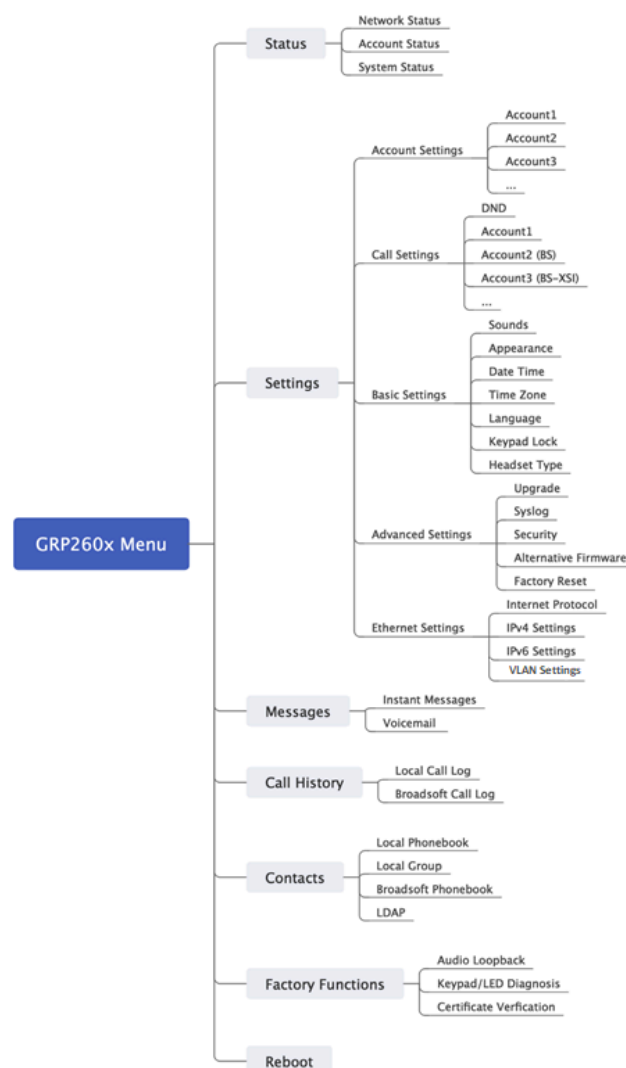 Network Status
Status
Account Status
System Status
Account1
Account2
Account Settings
Account3
...
DND
Account1
Call Settings
Account2 (BS)
Account3 (BS-XSI)
...
Sounds
Appearance
Date Time
Settings
Basic Settings
Time Zone
Language
Keypad Lock
Headset Type
Upgrade
Syslog
GRP260x Menu
Advanced Settings
Security
Alternative Firmware
Factory Reset
Internet Protocol
Ethernet Settings
IPv4 Settings
IPv6 Settings
VLAN Settings
Messages
Instant Messages
Voicemail
Call History
Local Call Log
Broadsoft Call Log
Local Phonebook
Contacts
Local Group
Broadsoft Phonebook
LDAP
Audio Loopback
Factory Functions
Keypad/LED Diagnosis
Certificate Verfication
Reboot